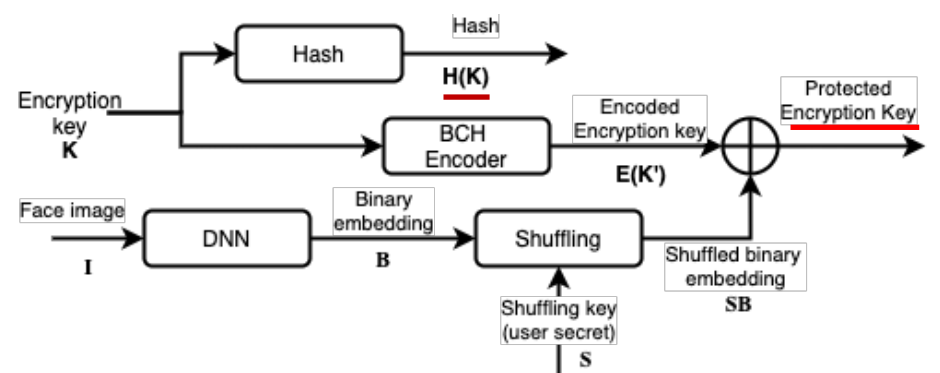 Hash
Hash
H(K)
Encryption
key
K
BCH
Encoder
Encoded
Encryption key
E(K')
Protected
Encryption Key
Face image
I
DNN
Binary
embedding
B
Shuffling
Shuffled binary
embedding
SB
Shuffling key
(user secret)
S